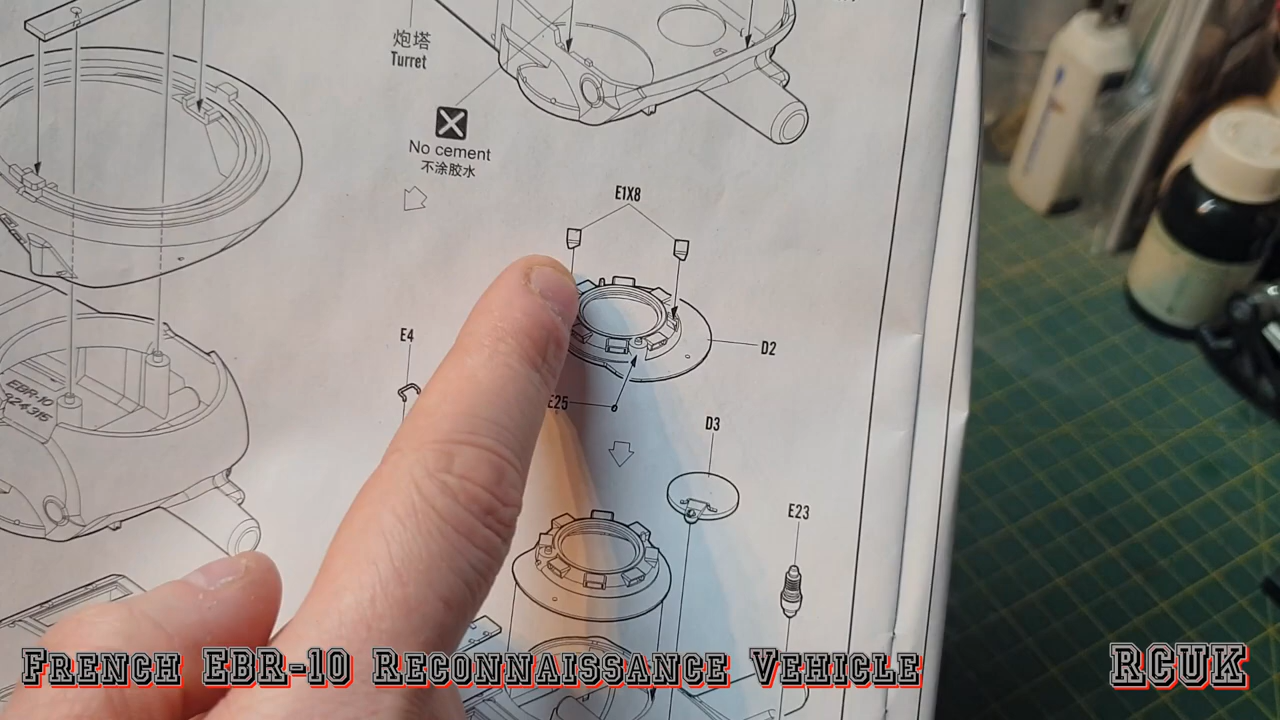 炮塔
Turret
No cement
不涂胶水
E1X8
E4
D2
E25
D3
E23
EBR-10
924315
French EBR-10 Reconnaissance Vehicle
RCUK